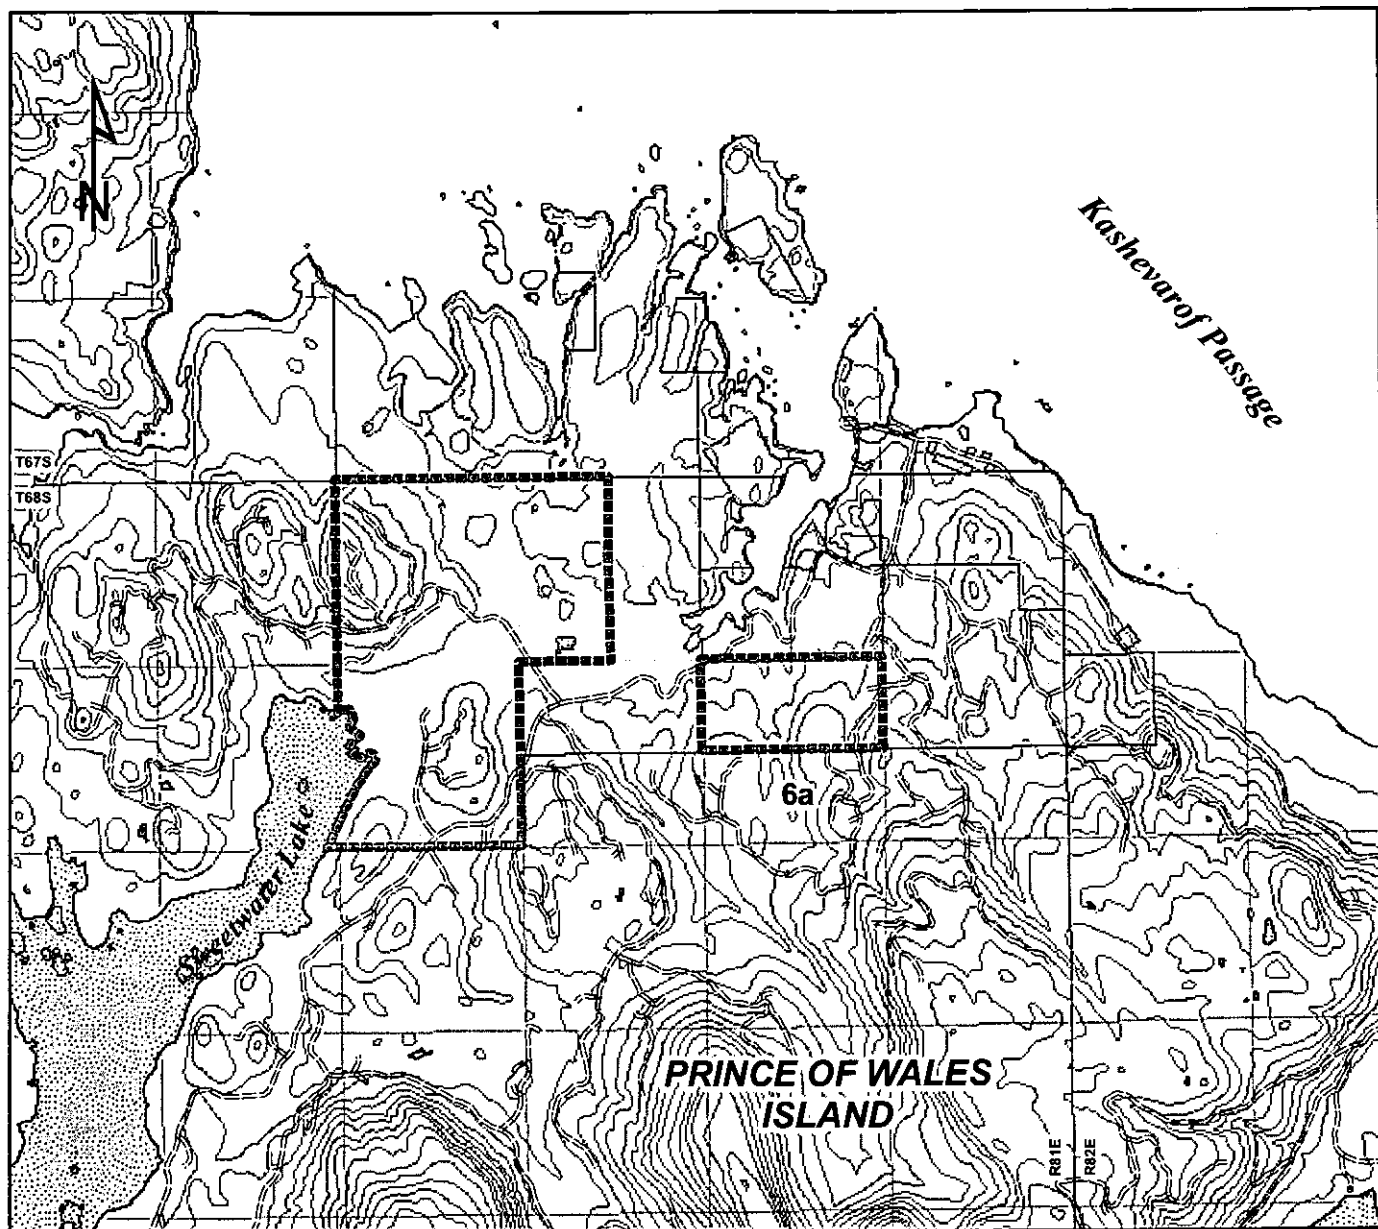 N
Kashevarof Passage
T67S
T68S
6a
Sweetwater Lake
PRINCE OF WALES
ISLAND
R81E
R82E